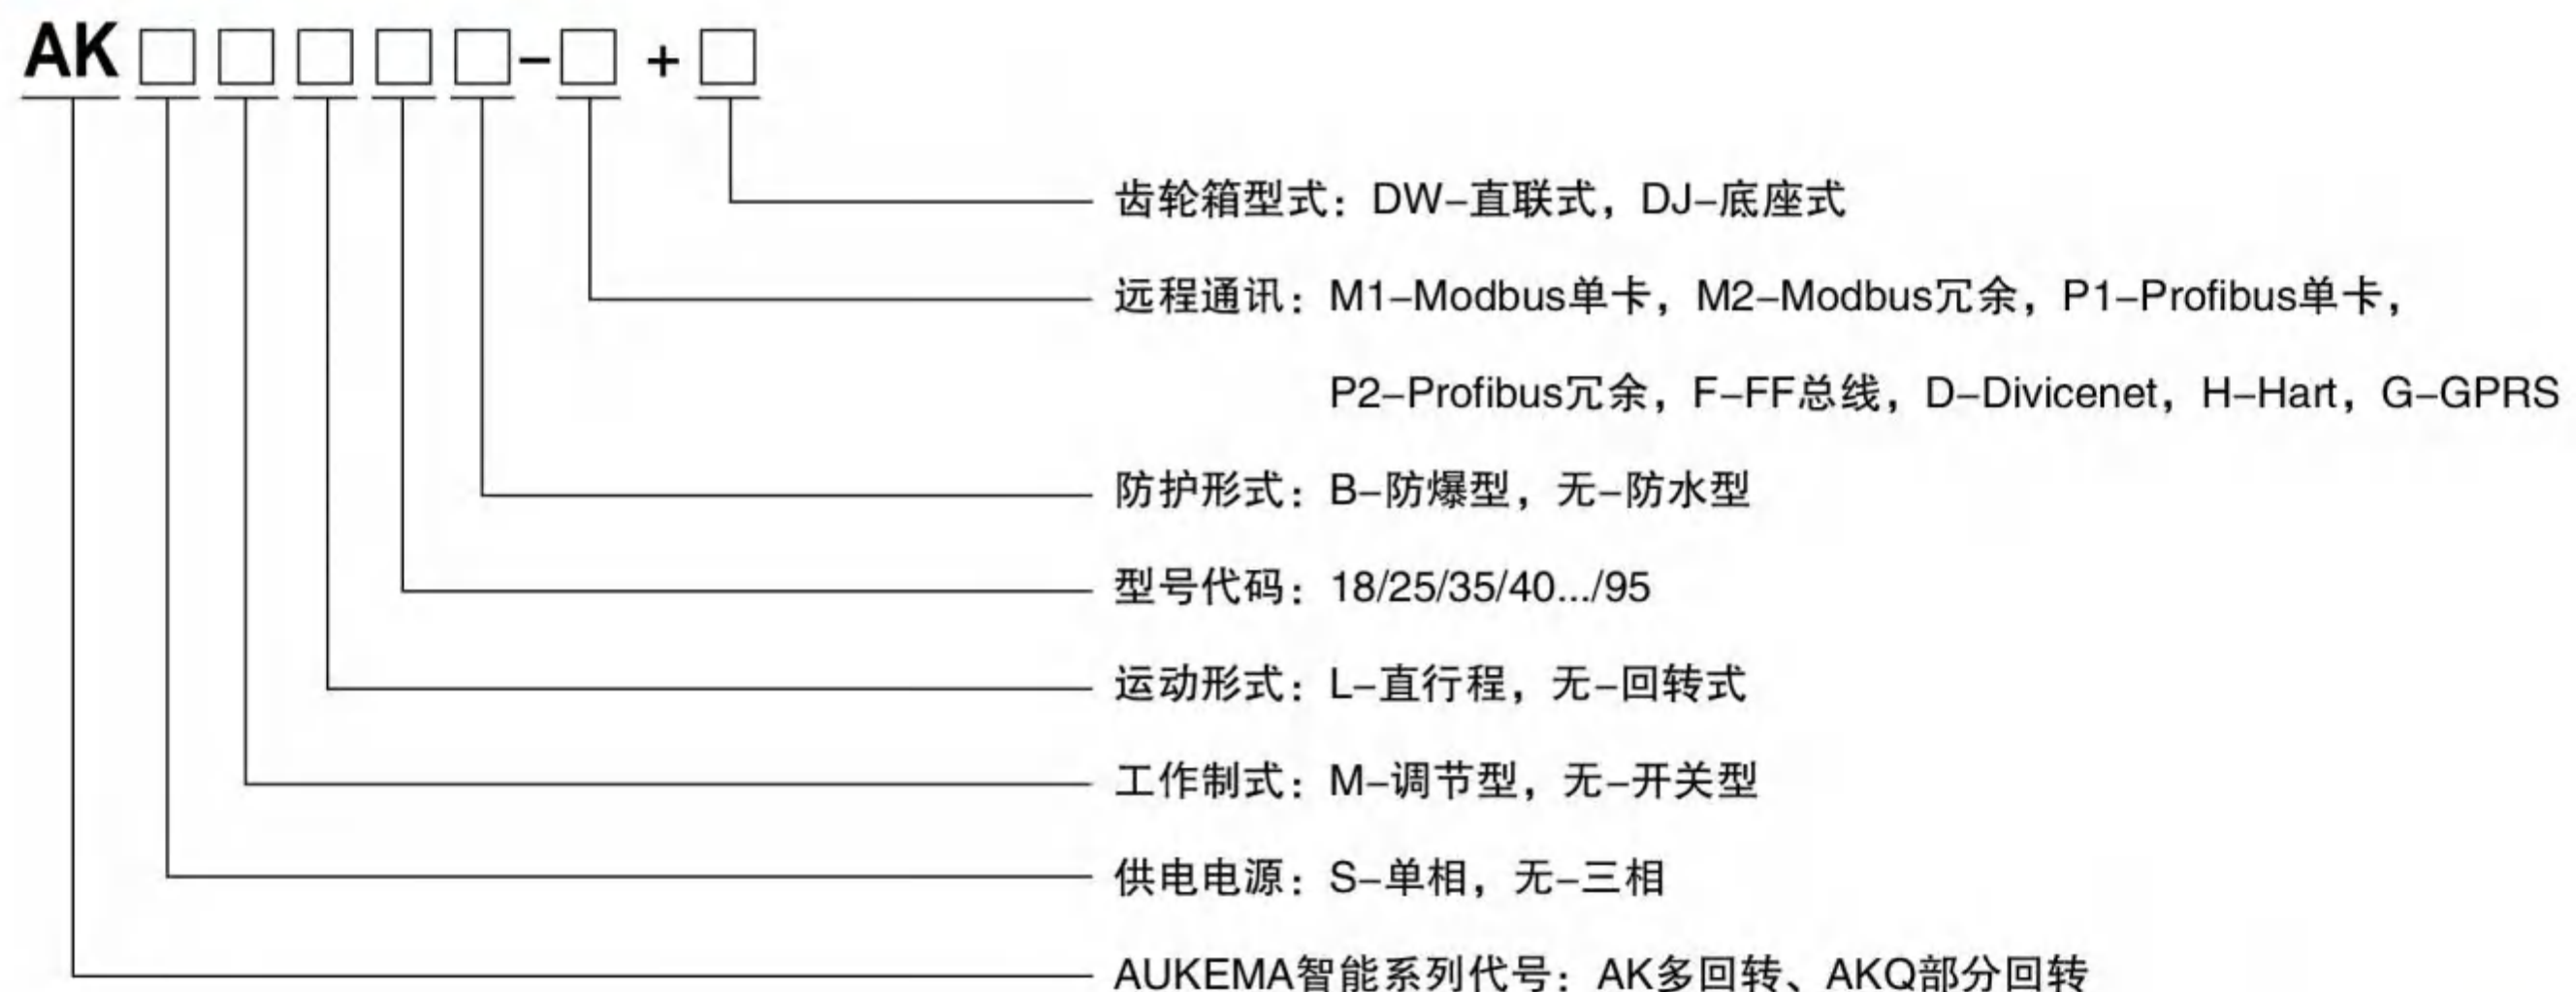 AK□□□□□-□ + □
齿轮箱型式：DW-直联式，DJ-底座式
远程通讯：M1-Modbus单卡，M2-Modbus冗余，P1-Profibus单卡，
P2-Profibus冗余，F-FF总线，D-Divicenet，H-Hart，G-GPRS
防护形式：B-防爆型，无-防水型
型号代码：18/25/35/40.../95
运动形式：L-直行程，无-回转式
工作制式：M-调节型，无-开关型
供电电源：S-单相，无-三相
AUKEMA智能系列代号：AK多回转、AKQ部分回转